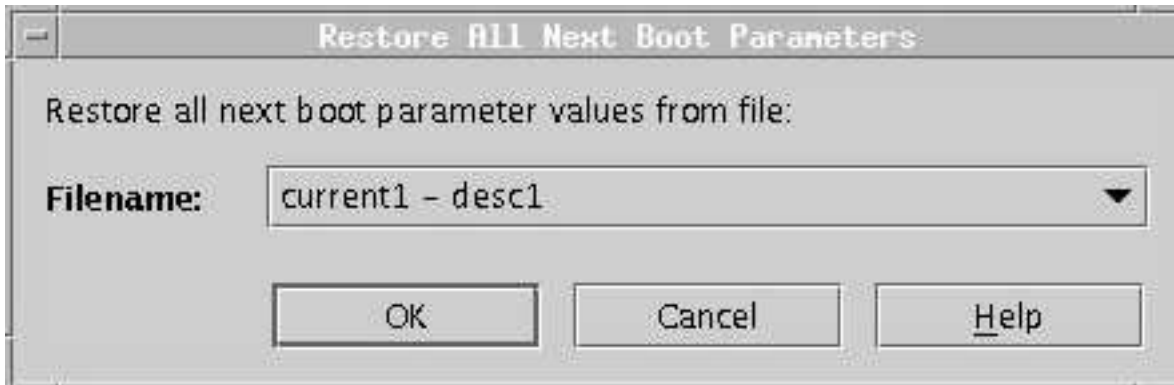 Restore All Next Boot Parameters
Restore all next boot parameter values from file:
Filename: current1 – desc1
OK Cancel Help